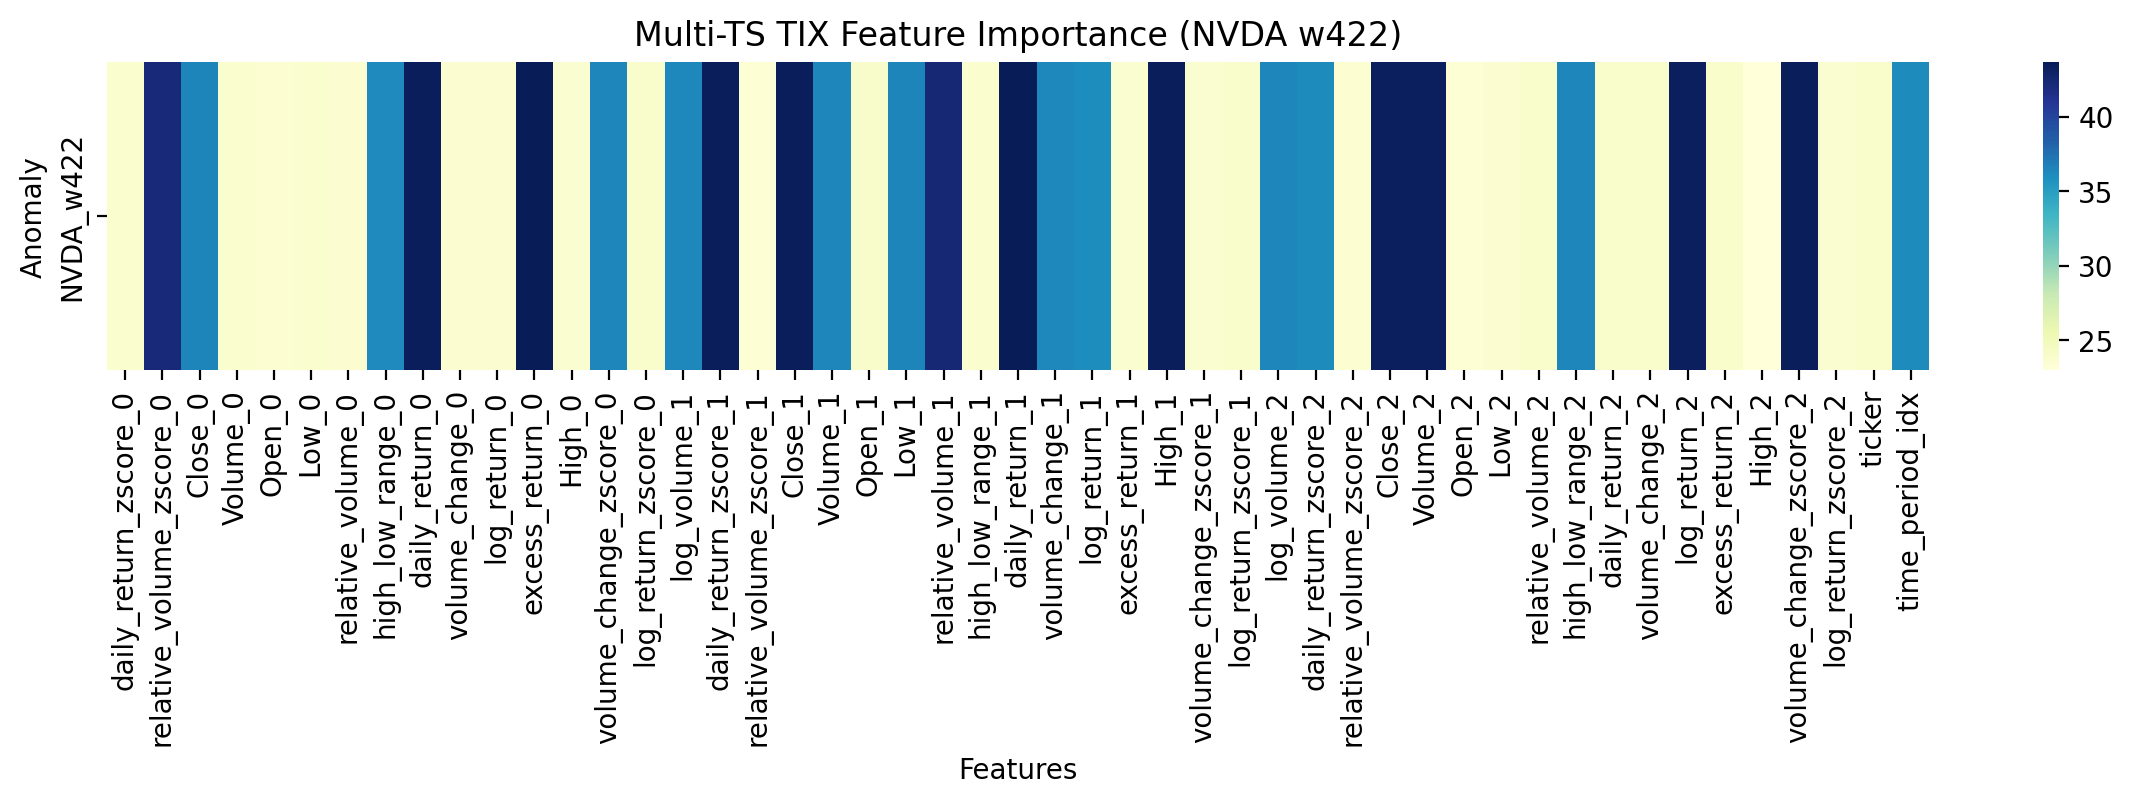 Multi-TS TIX Feature Importance (NVDA w422)
Anomaly
NVDA_w422
40
35
30
25
daily_return_zscore_0
relative_volume_zscore_0
Close_0
Volume_0
Open_0
Low_0
relative_volume_0
high_low_range_0
daily_return_0
volume_change_0
log_return_0
excess_return_0
High_0
volume_change_zscore_0
log_return_zscore_0
log_volume_1
daily_return_zscore_1
relative_volume_zscore_1
Close_1
Volume_1
Open_1
Low_1
relative_volume_1
high_low_range_1
daily_return_1
volume_change_1
log_return_1
excess_return_1
High_1
volume_change_zscore_1
log_return_zscore_1
log_volume_2
daily_return_zscore_2
relative_volume_zscore_2
Close_2
Volume_2
Open_2
Low_2
relative_volume_2
high_low_range_2
daily_return_2
volume_change_2
log_return_2
excess_return_2
High_2
volume_change_zscore_2
log_return_zscore_2
ticker
time_period_idx
Features